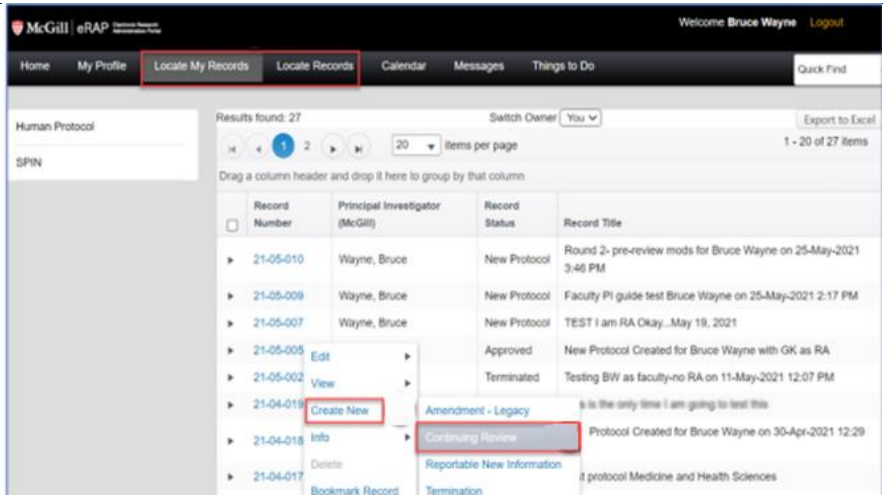 McGill eRAP Electronic Research Administration Portal
Welcome Bruce Wayne Logout
Home My Profile Locate My Records Locate Records Calendar Messages Things to Do Quick Find
Human Protocol
SPIN
Results found: 27 Switch Owner You Export to Excel
1 2 20 items per page 1 - 20 of 27 items
Drag a column header and drop it here to group by that column
Record Number Principal Investigator (McGill) Record Status Record Title
21-05-010 Wayne, Bruce New Protocol Round 2- pre-review mods for Bruce Wayne on 25-May-2021
3:46 PM
21-05-009 Wayne, Bruce New Protocol Faculty PI guide test Bruce Wayne on 25-May-2021 2:17 PM
21-05-007 Wayne, Bruce New Protocol TEST I am RA Okay...May 19, 2021
21-05-005 Approved New Protocol Created for Bruce Wayne with GK as RA
21-05-002 Terminated Testing BW as faculty-no RA on 11-May-2021 12:07 PM
21-04-019 is the only time I am going to test this
21-04-018 Protocol Created for Bruce Wayne on 30-Apr-2021 12:29
21-04-017 protocol Medicine and Health Sciences
Edit
View
Create New
Info
Delete
Bookmark Record
Amendment - Legacy
Continuing Review
Reportable New Information
Termination